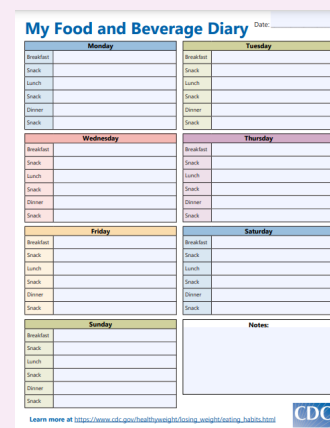 My Food and Beverage Diary
Date:
Monday
Breakfast
Snack
Lunch
Snack
Dinner
Snack
Tuesday
Breakfast
Snack
Lunch
Snack
Dinner
Snack
Wednesday
Breakfast
Snack
Lunch
Snack
Dinner
Snack
Thursday
Breakfast
Snack
Lunch
Snack
Dinner
Snack
Friday
Breakfast
Snack
Lunch
Snack
Dinner
Snack
Saturday
Breakfast
Snack
Lunch
Snack
Dinner
Snack
Sunday
Breakfast
Snack
Lunch
Snack
Dinner
Snack
Notes:
Learn more at https://www.cdc.gov/healthyweight/losing_weight/eating_habits.html
CDC